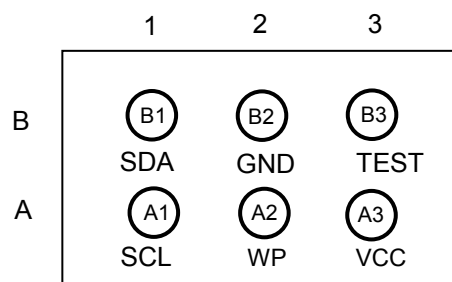 1 2 3
B B1 B2 B3
SDA GND TEST
A A1 A2 A3
SCL WP VCC